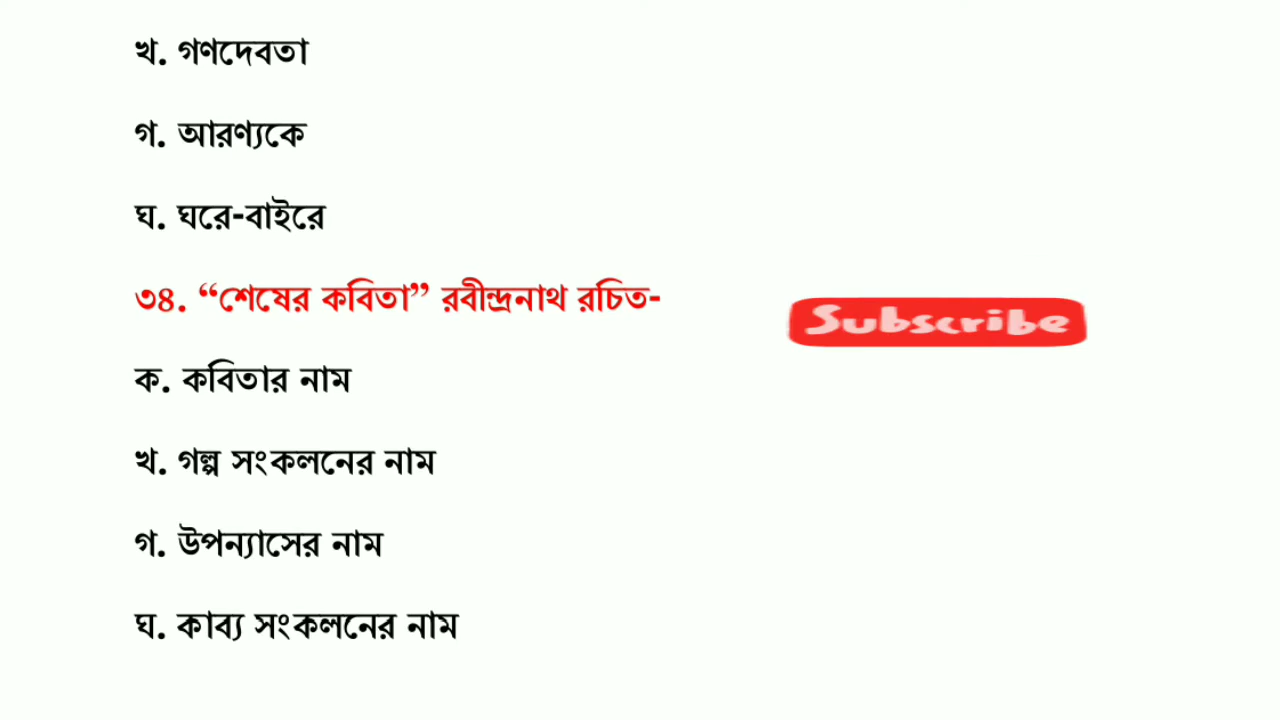 খ. গণদেবতা
গ. আরণ্যকে
ঘ. ঘরে-বাইরে
৩৪. “শেষের কবিতা” রবীন্দ্রনাথ রচিত-
Subscribe
ক. কবিতার নাম
খ. গল্প সংকলনের নাম
গ. উপন্যাসের নাম
ঘ. কাব্য সংকলনের নাম